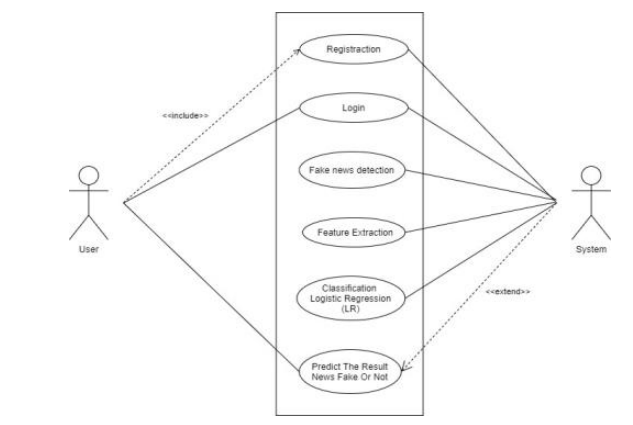 Registraction
Login
<<include>>
Fake news detection
Feature Extraction
User
System
Classification
Logistic Regression
(LR)
<<extend>>
Predict The Result
News Fake Or Not